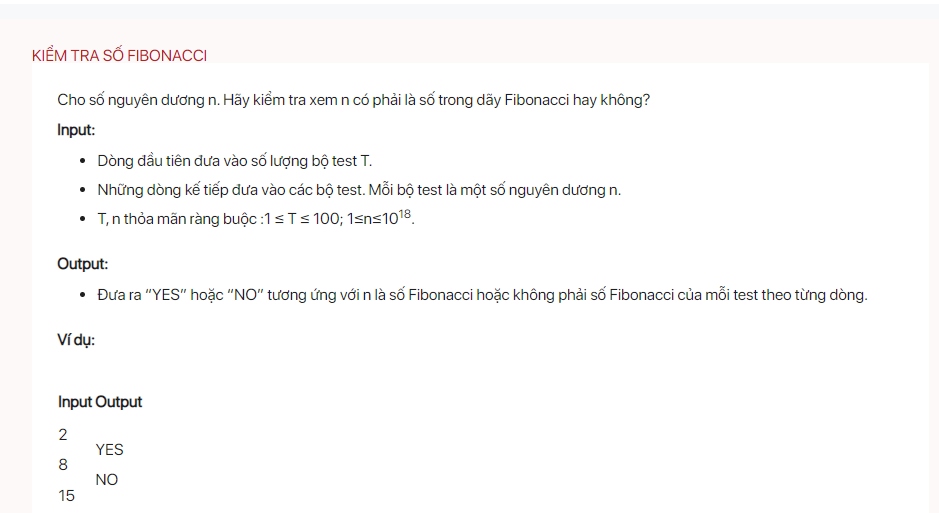 KIỂM TRA SỐ FIBONACCI
Cho số nguyên dương n. Hãy kiểm tra xem n có phải là số trong dãy Fibonacci hay không?
Input:
• Dòng đầu tiên đưa vào số lượng bộ test T.
• Những dòng kế tiếp đưa vào các bộ test. Mỗi bộ test là một số nguyên dương n.
• T, n thỏa mãn ràng buộc :1 ≤ T ≤ 100; 1≤n≤10¹⁸.
Output:
• Đưa ra “YES” hoặc “NO” tương ứng với n là số Fibonacci hoặc không phải số Fibonacci của mỗi test theo từng dòng.
Ví dụ:
Input Output
2
YES
8
NO
15